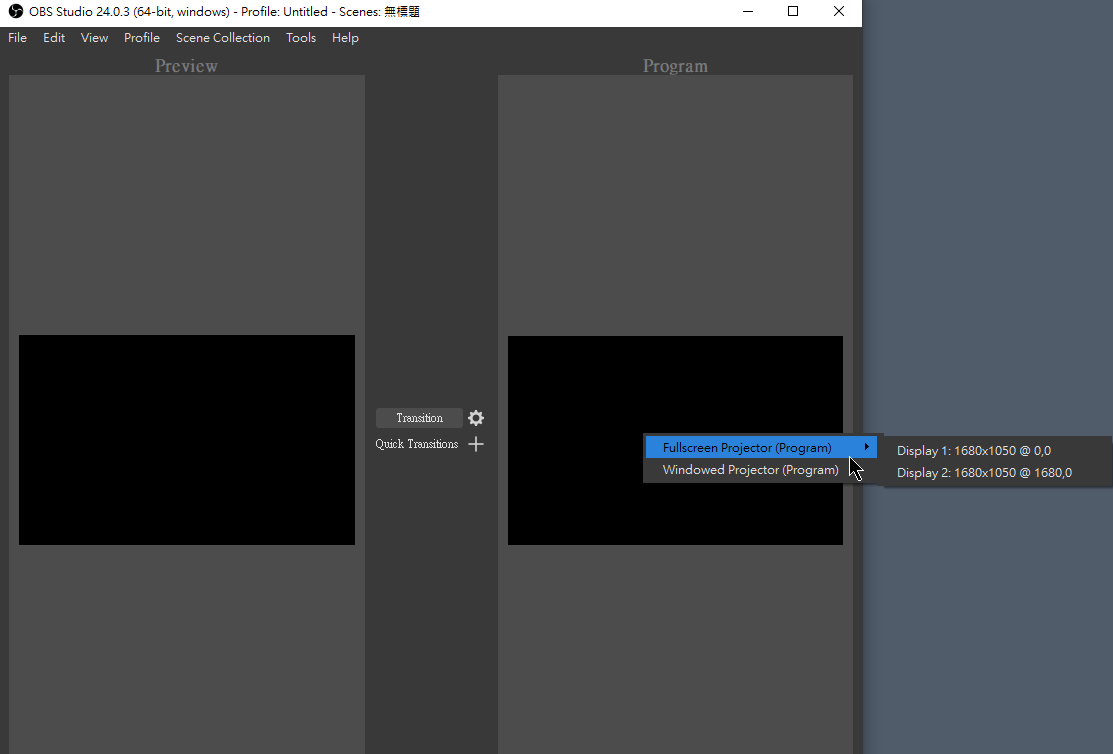 OBS Studio 24.0.3 (64-bit, windows) - Profile: Untitled - Scenes: 無標題
File Edit View Profile Scene Collection Tools Help
Preview
Program
Transition
Quick Transitions
Fullscreen Projector (Program)
Windowed Projector (Program)
Display 1: 1680x1050 @ 0,0
Display 2: 1680x1050 @ 1680,0